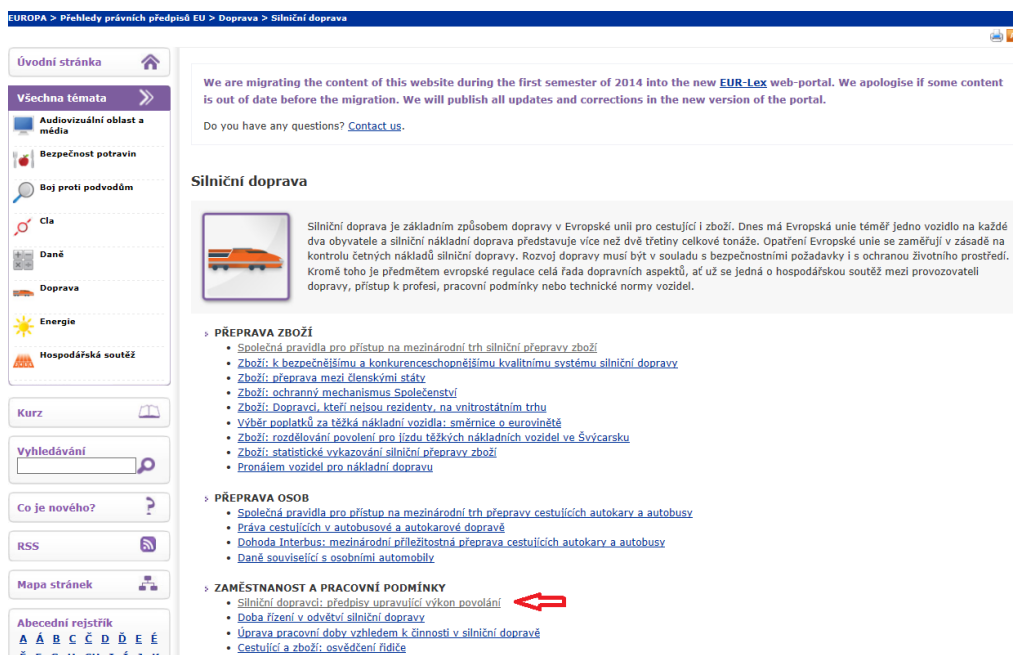 EUROPA > Přehledy právních předpisů EU > Doprava > Silniční doprava
Úvodní stránka
Všechna témata
Audiovizuální oblast a
média
Bezpečnost potravin
Boj proti podvodům
Cla
Daně
Doprava
Energie
Hospodářská soutěž
Kurz
Vyhledávání
Co je nového?
RSS
Mapa stránek
Abecední rejstřík
A Á B C Č D Ď E É
We are migrating the content of this website during the first semester of 2014 into the new EUR-Lex web-portal. We apologise if some content
is out of date before the migration. We will publish all updates and corrections in the new version of the portal.
Do you have any questions? Contact us.
Silniční doprava
Silniční doprava je základním způsobem dopravy v Evropské unii pro cestující i zboží. Dnes má Evropská unie téměř jedno vozidlo na každé
dva obyvatele a silniční nákladní doprava představuje více než dvě třetiny celkové tonáže. Opatření Evropské unie se zaměřují v zásadě na
kontrolu četných nákladů silniční dopravy. Rozvoj dopravy musí být v souladu s bezpečnostními požadavky i s ochranou životního prostředí.
Kromě toho je předmětem evropské regulace celá řada dopravních aspektů, ať už se jedná o hospodářskou soutěž mezi provozovateli
dopravy, přístup k profesi, pracovní podmínky nebo technické normy vozidel.
PŘEPRAVA ZBOŽÍ
Společná pravidla pro přístup na mezinárodní trh silniční přepravy zboží
Zboží: k bezpečnějšímu a konkurenceschopnějšímu kvalitnímu systému silniční dopravy
Zboží: přeprava mezi členskými státy
Zboží: ochranný mechanismus Společenství
Zboží: Dopravci, kteří nejsou rezidenty, na vnitrostátním trhu
Výběr poplatků za těžká nákladní vozidla: směrnice o eurovinětě
Zboží: rozdělování povolení pro jízdu těžkých nákladních vozidel ve Švýcarsku
Zboží: statistické vykazování silniční přepravy zboží
Pronájem vozidel pro nákladní dopravu
PŘEPRAVA OSOB
Společná pravidla pro přístup na mezinárodní trh přepravy cestujících autokary a autobusy
Práva cestujících v autobusové a autokarové dopravě
Dohoda Interbus: mezinárodní příležitostná přeprava cestujících autokary a autobusy
Daně související s osobními automobily
ZAMĚSTNANOST A PRACOVNÍ PODMÍNKY
Silniční dopravci: předpisy upravující výkon povolání
Doba řízení v odvětví silniční dopravy
Úprava pracovní doby vzhledem k činnosti v silniční dopravě
Cestující a zboží: osvědčení řidiče